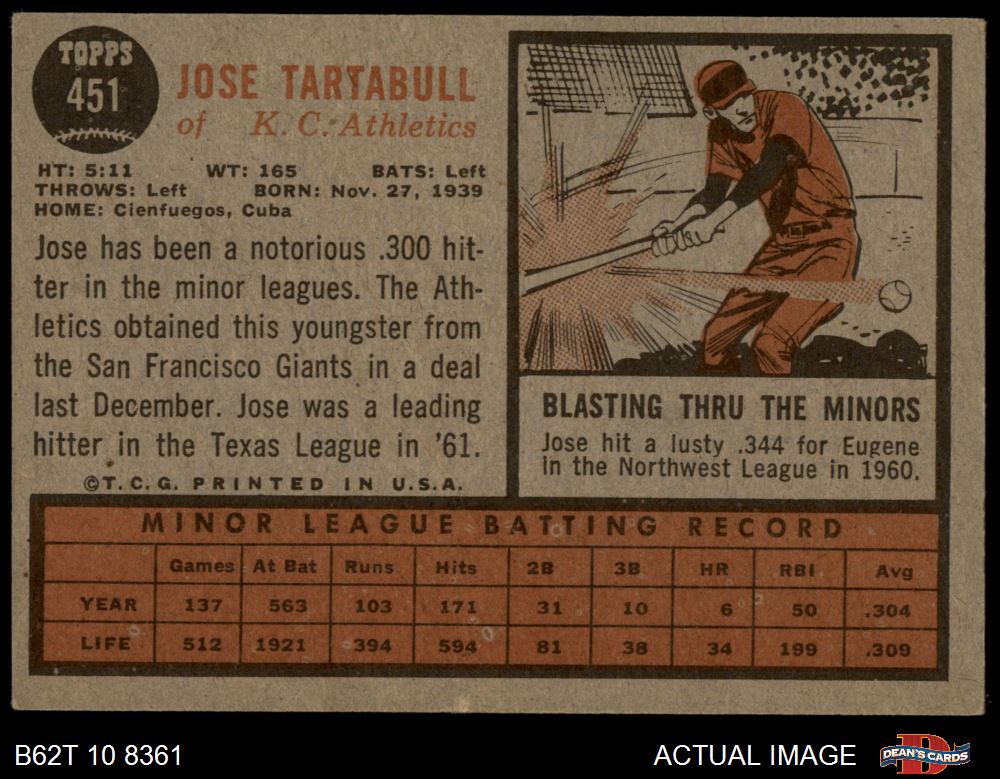 TOPPS
451
JOSE TARTABULL
of K. C. Athletics
HT: 5:11 WT: 165 BATS: Left
THROWS: Left BORN: Nov. 27, 1939
HOME: Cienfuegos, Cuba
Jose has been a notorious .300 hit-
ter in the minor leagues. The Ath-
letics obtained this youngster from
the San Francisco Giants in a deal
last December. Jose was a leading
hitter in the Texas League in '61.
©T.C.G. PRINTED IN U.S.A.
BLASTING THRU THE MINORS
Jose hit a lusty .344 for Eugene
in the Northwest League in 1960.
MINOR LEAGUE BATTING RECORD
Games At Bat Runs Hits 2B 3B HR RBI Avg
YEAR 137 563 103 171 31 10 6 50 .304
LIFE 512 1921 394 594 81 38 34 199 .309
B62T 10 8361 ACTUAL IMAGE DEAN'S CARDS